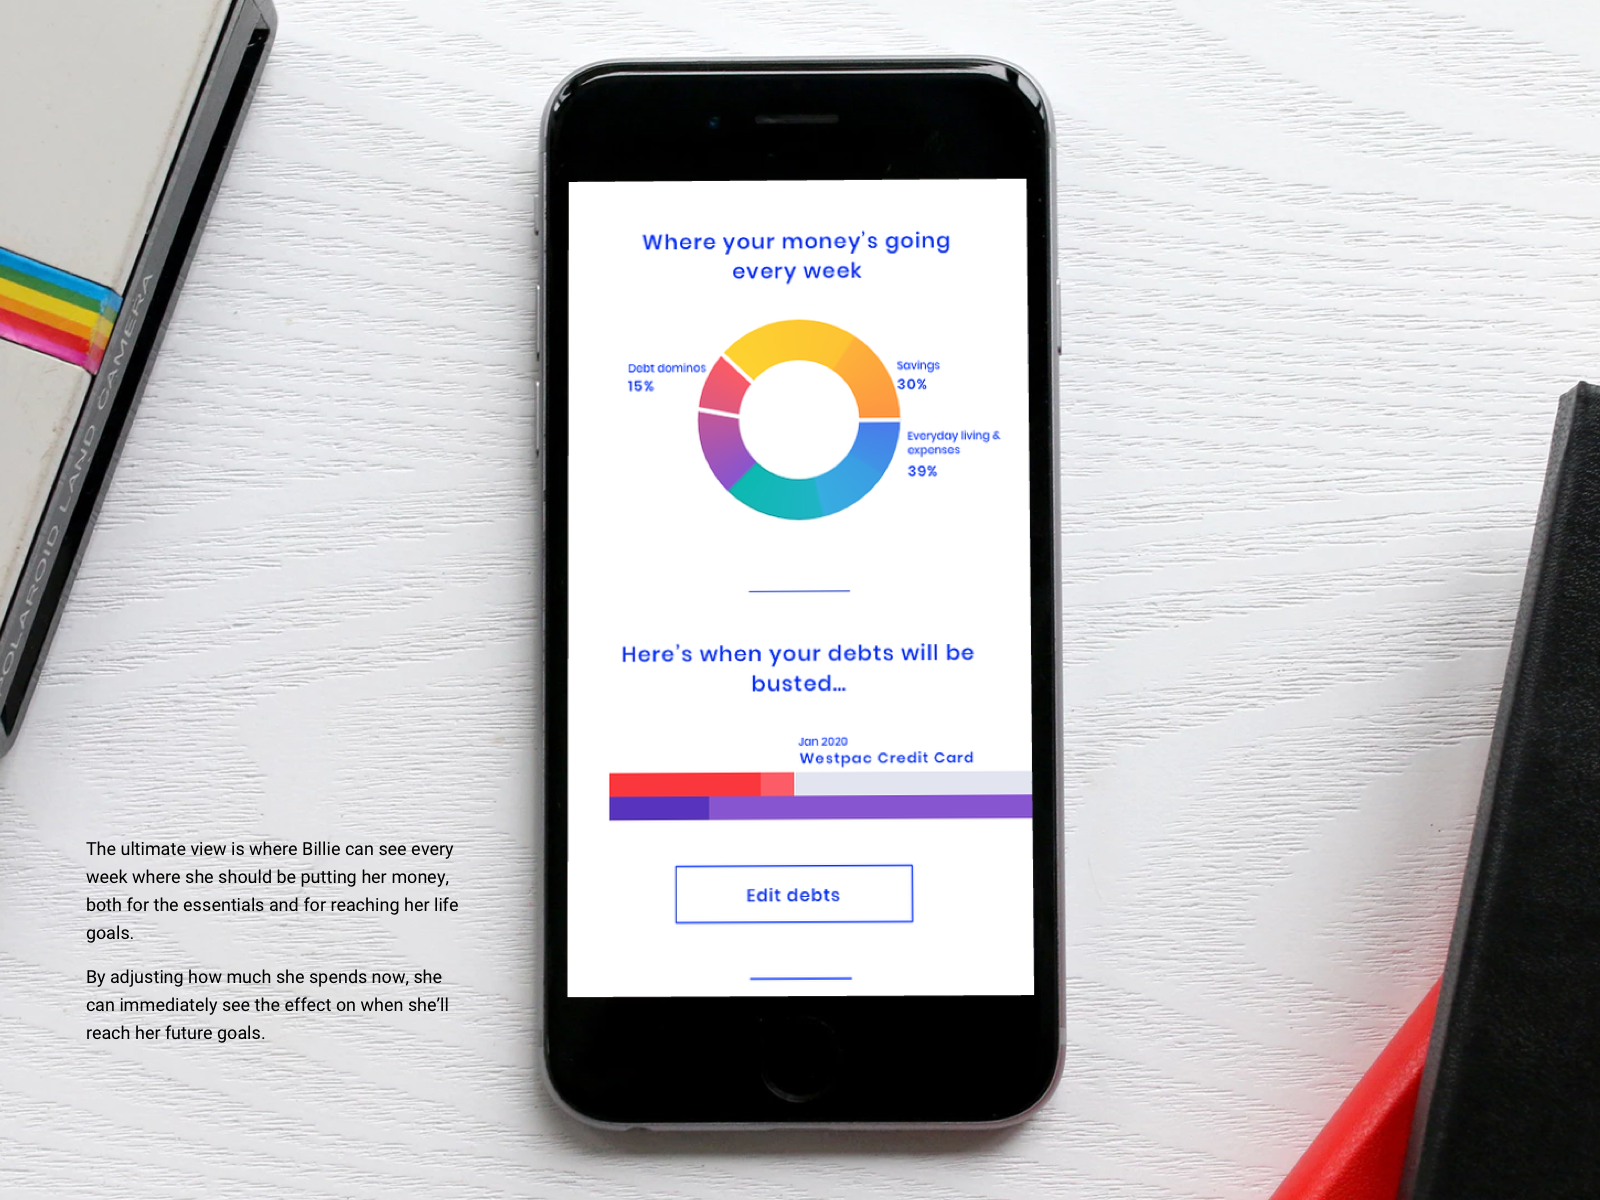 POLAROID LAND CAMERA
Where your money's going
every week
Debt dominos
15%
Savings
30%
Everyday living &
expenses
39%
Here's when your debts will be
busted...
Jan 2020
Westpac Credit Card
Edit debts
The ultimate view is where Billie can see every
week where she should be putting her money,
both for the essentials and for reaching her life
goals.
By adjusting how much she spends now, she
can immediately see the effect on when she'll
reach her future goals.